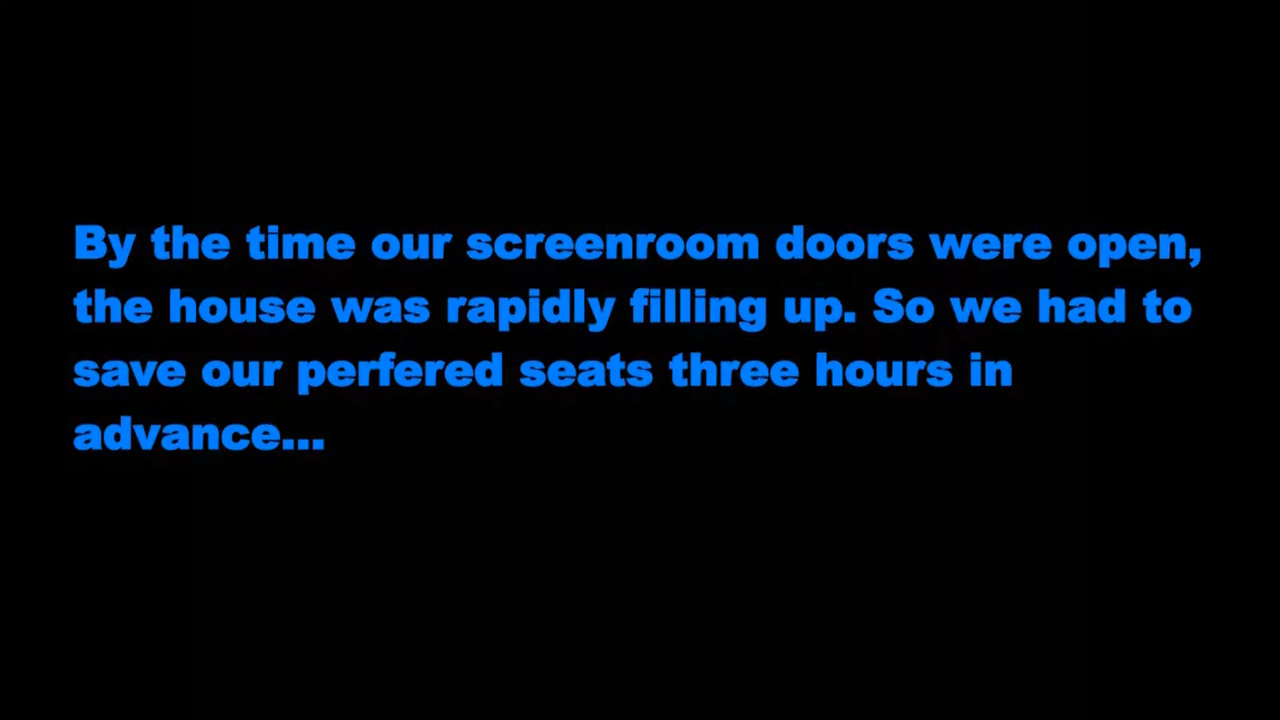 By the time our screenroom doors were open,
the house was rapidly filling up. So we had to
save our perfered seats three hours in
advance...